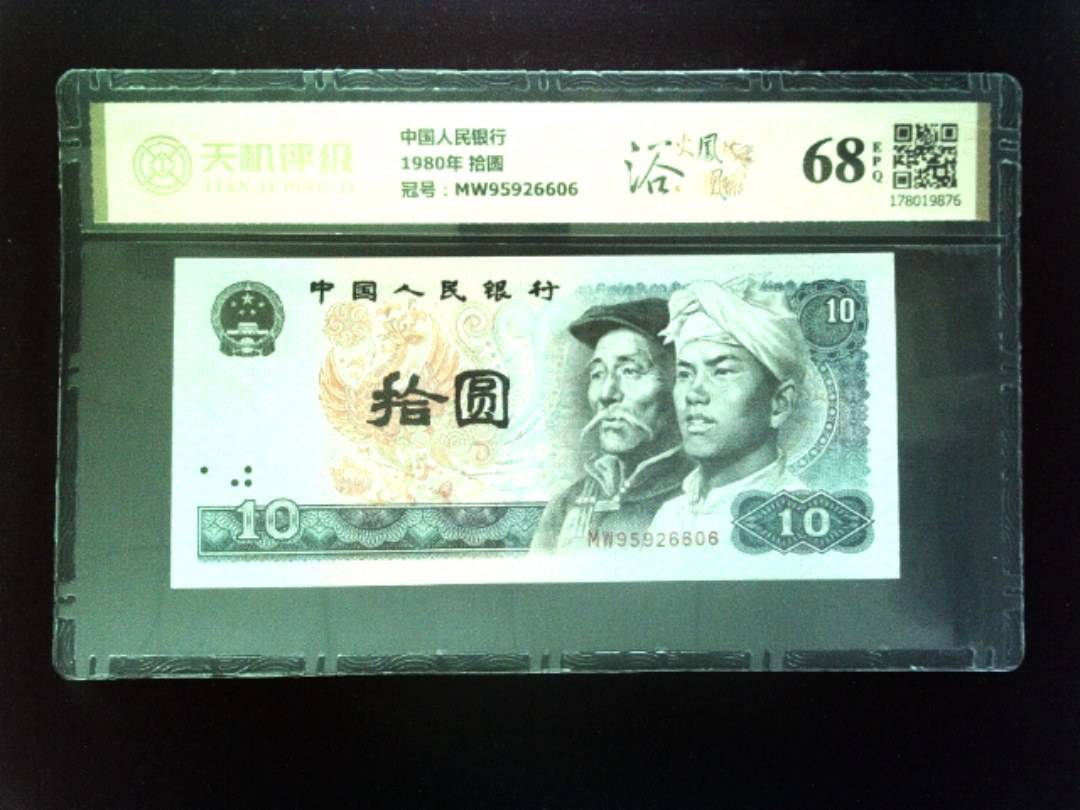 天机评级
TIAN JI PING JI
中国人民银行
1980年 拾圆
冠号：MW95926606
浴火凤凰
68
EPQ
178019876
中国人民银行
10
拾圆
10
MW95926606
10